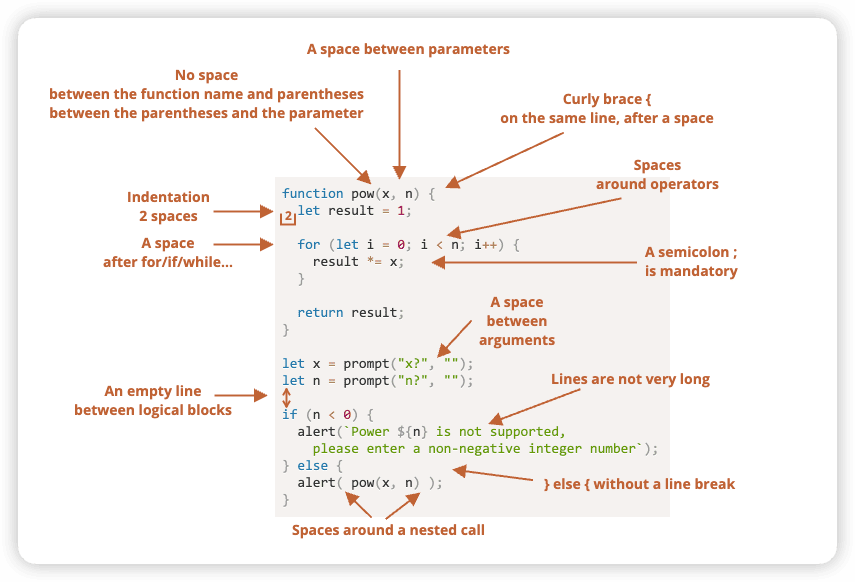 A space between parameters
No space
between the function name and parentheses
between the parentheses and the parameter
Curly brace {
on the same line, after a space
Spaces
around operators
Indentation
2 spaces
A space
after for/if/while...
A semicolon ;
is mandatory
function pow(x, n) {
2
  let result = 1;

  for (let i = 0; i < n; i++) {
    result *= x;
  }

  return result;
}
A space
between
arguments

let x = prompt("x?", "");
let n = prompt("n?", "");
An empty line
between logical blocks
Lines are not very long

if (n < 0) {
  alert(`Power ${n} is not supported,
    please enter a non-negative integer number`);
} else {
  alert( pow(x, n) );
}
} else { without a line break
Spaces around a nested call